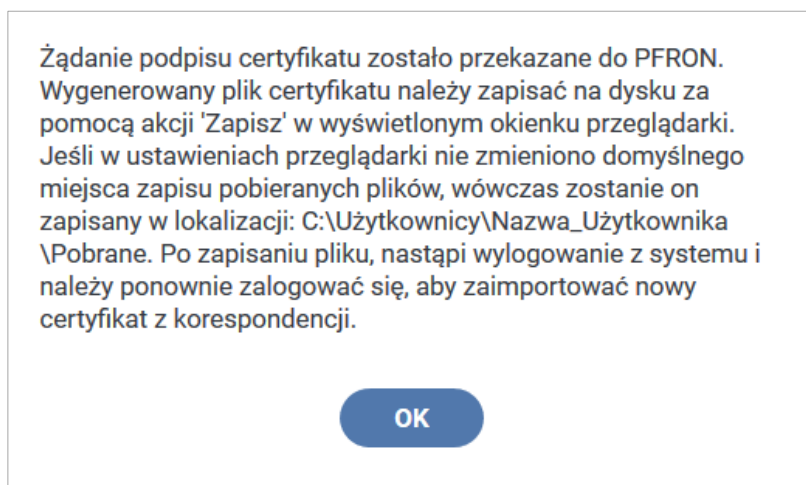 Żądanie podpisu certyfikatu zostało przekazane do PFRON.
Wygenerowany plik certyfikatu należy zapisać na dysku za
pomocą akcji 'Zapisz' w wyświetlonym okienku przeglądarki.
Jeśli w ustawieniach przeglądarki nie zmieniono domyślnego
miejsca zapisu pobieranych plików, wówczas zostanie on
zapisany w lokalizacji: C:\Użytkownicy\Nazwa_Użytkownika
\Pobrane. Po zapisaniu pliku, nastąpi wylogowanie z systemu i
należy ponownie zalogować się, aby zaimportować nowy
certyfikat z korespondencji.
OK